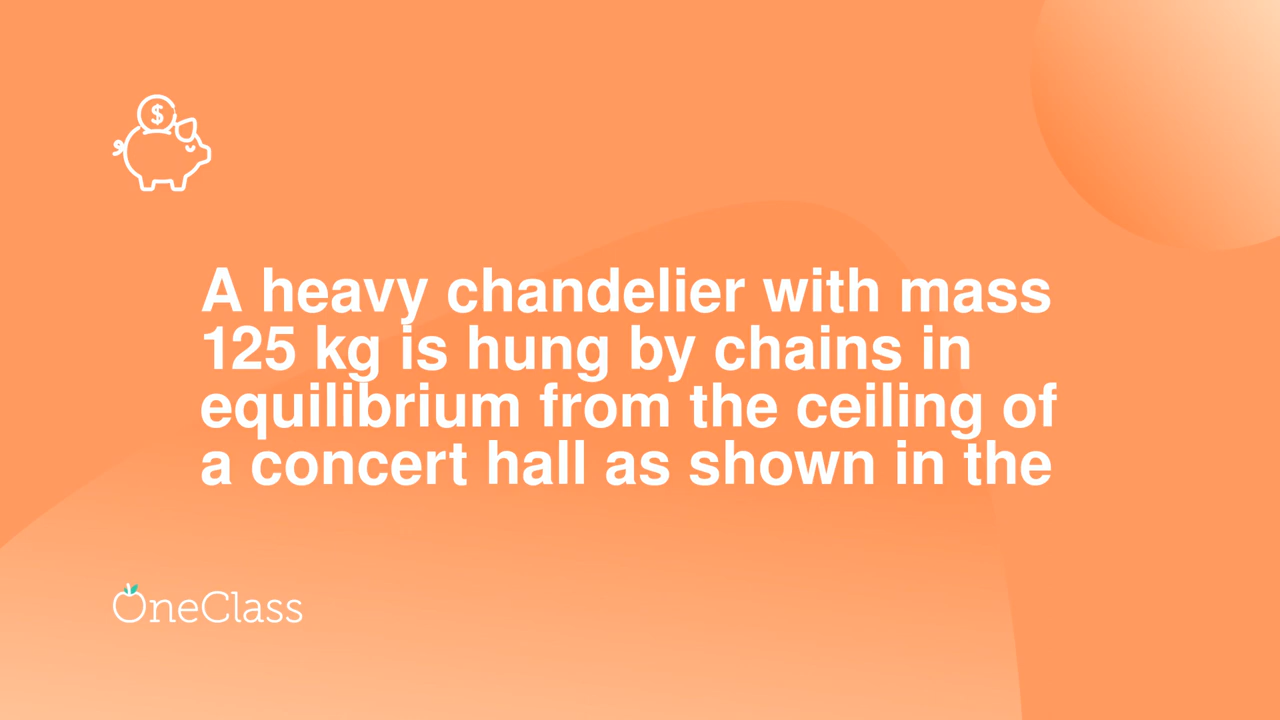 $
A heavy chandelier with mass
125 kg is hung by chains in
equilibrium from the ceiling of
a concert hall as shown in the
OneClass